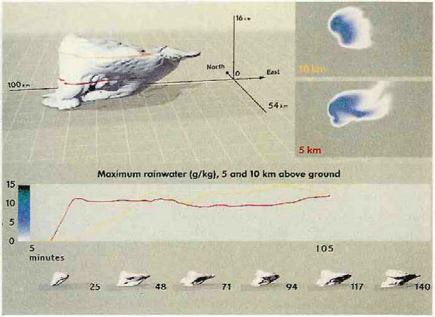 16 km
10 km
North
100 km
0
East
54 km
5 km
Maximum rainwater (g/kg), 5 and 10 km above ground
15
10
5
0
5
105
minutes
25 48 71 94 117 140